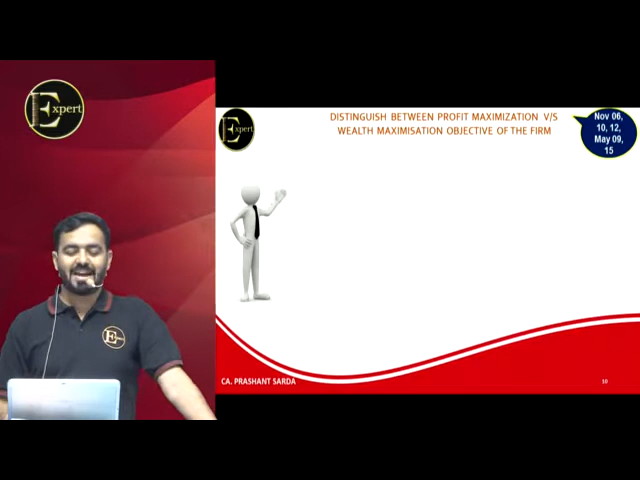 Expert
Expert
DISTINGUISH BETWEEN PROFIT MAXIMIZATION V/S
WEALTH MAXIMISATION OBJECTIVE OF THE FIRM
Nov 06,
10, 12,
May 09,
15
E
CA. PRASHANT SARDA
10